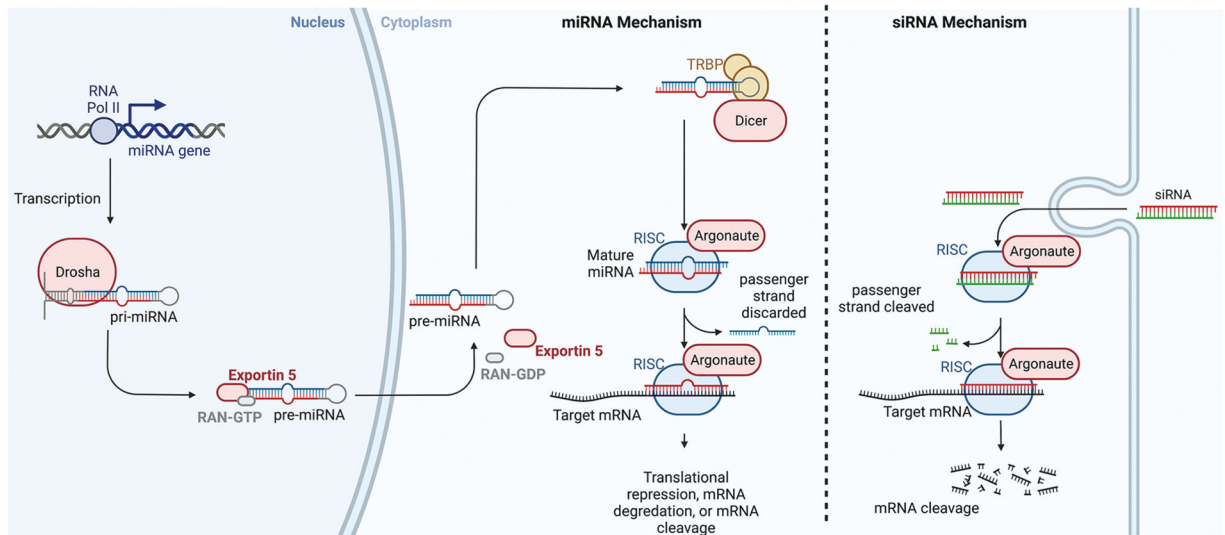 Nucleus
Cytoplasm
miRNA Mechanism
siRNA Mechanism
RNA
Pol II
miRNA gene
Transcription
Drosha
pri-miRNA
Exportin 5
RAN-GTP
pre-miRNA
pre-miRNA
Exportin 5
RAN-GDP
TRBP
Dicer
RISC
Argonaute
Mature
miRNA
passenger
strand
discarded
RISC
Argonaute
Target mRNA
Translational
repression, mRNA
degredation, or mRNA
cleavage
siRNA
RISC
Argonaute
passenger
strand cleaved
RISC
Argonaute
Target mRNA
mRNA cleavage